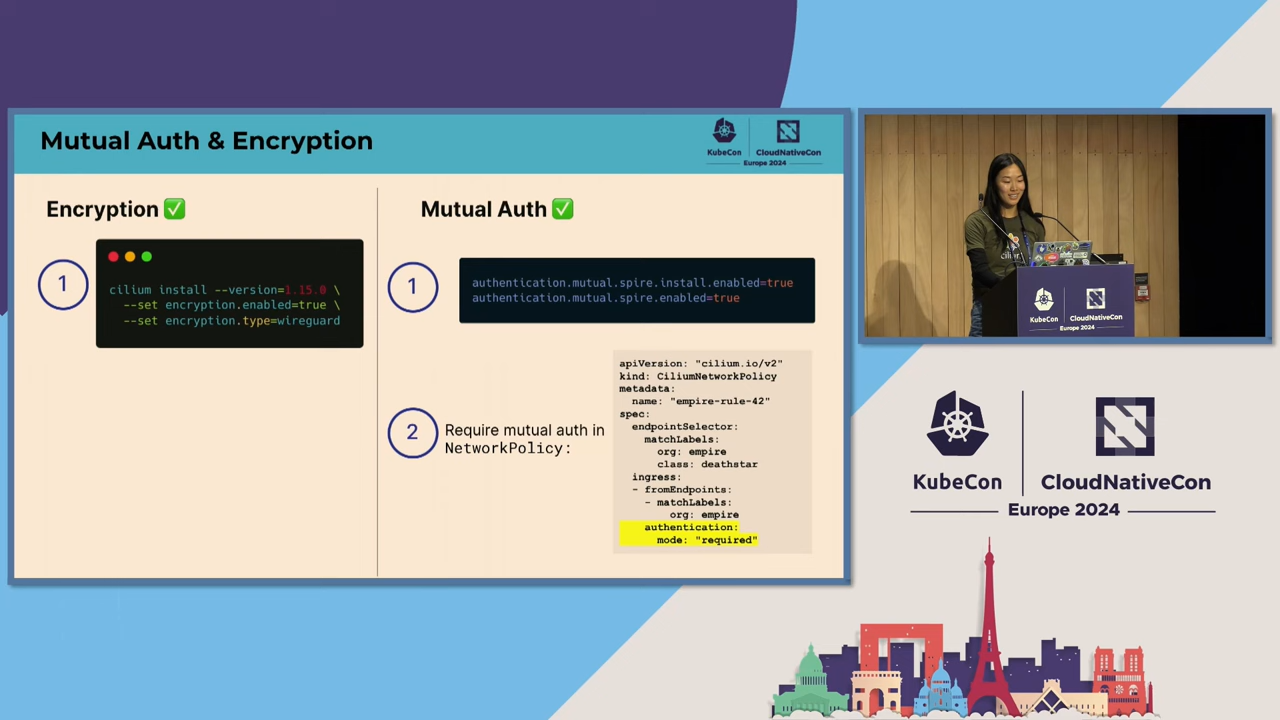 Mutual Auth & Encryption
KubeCon
CloudNativeCon
Europe 2024
Encryption ✅
1
cilium install --version=1.15.0 \
--set encryption.enabled=true \
--set encryption.type=wireguard
Mutual Auth ✅
1
authentication.mutual.spire.install.enabled=true
authentication.mutual.spire.enabled=true
2
Require mutual auth in
NetworkPolicy:
apiVersion: "cilium.io/v2"
kind: CiliumNetworkPolicy
metadata:
name: "empire-rule-42"
spec:
endpointSelector:
matchLabels:
org: empire
class: deathstar
ingress:
- fromEndpoints:
- matchLabels:
org: empire
authentication:
mode: "required"
KubeCon
CloudNativeCon
Europe 2024
KubeCon
CloudNativeCon
Europe 2024